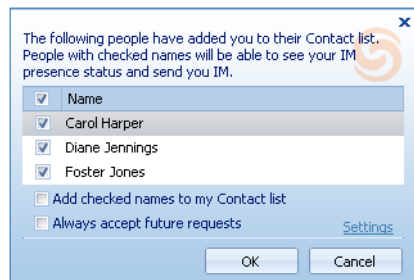 The following people have added you to their Contact list.
People with checked names will be able to see your IM
presence status and send you IM.
Name
Carol Harper
Diane Jennings
Foster Jones
Add checked names to my Contact list
Always accept future requests
Settings
OK Cancel